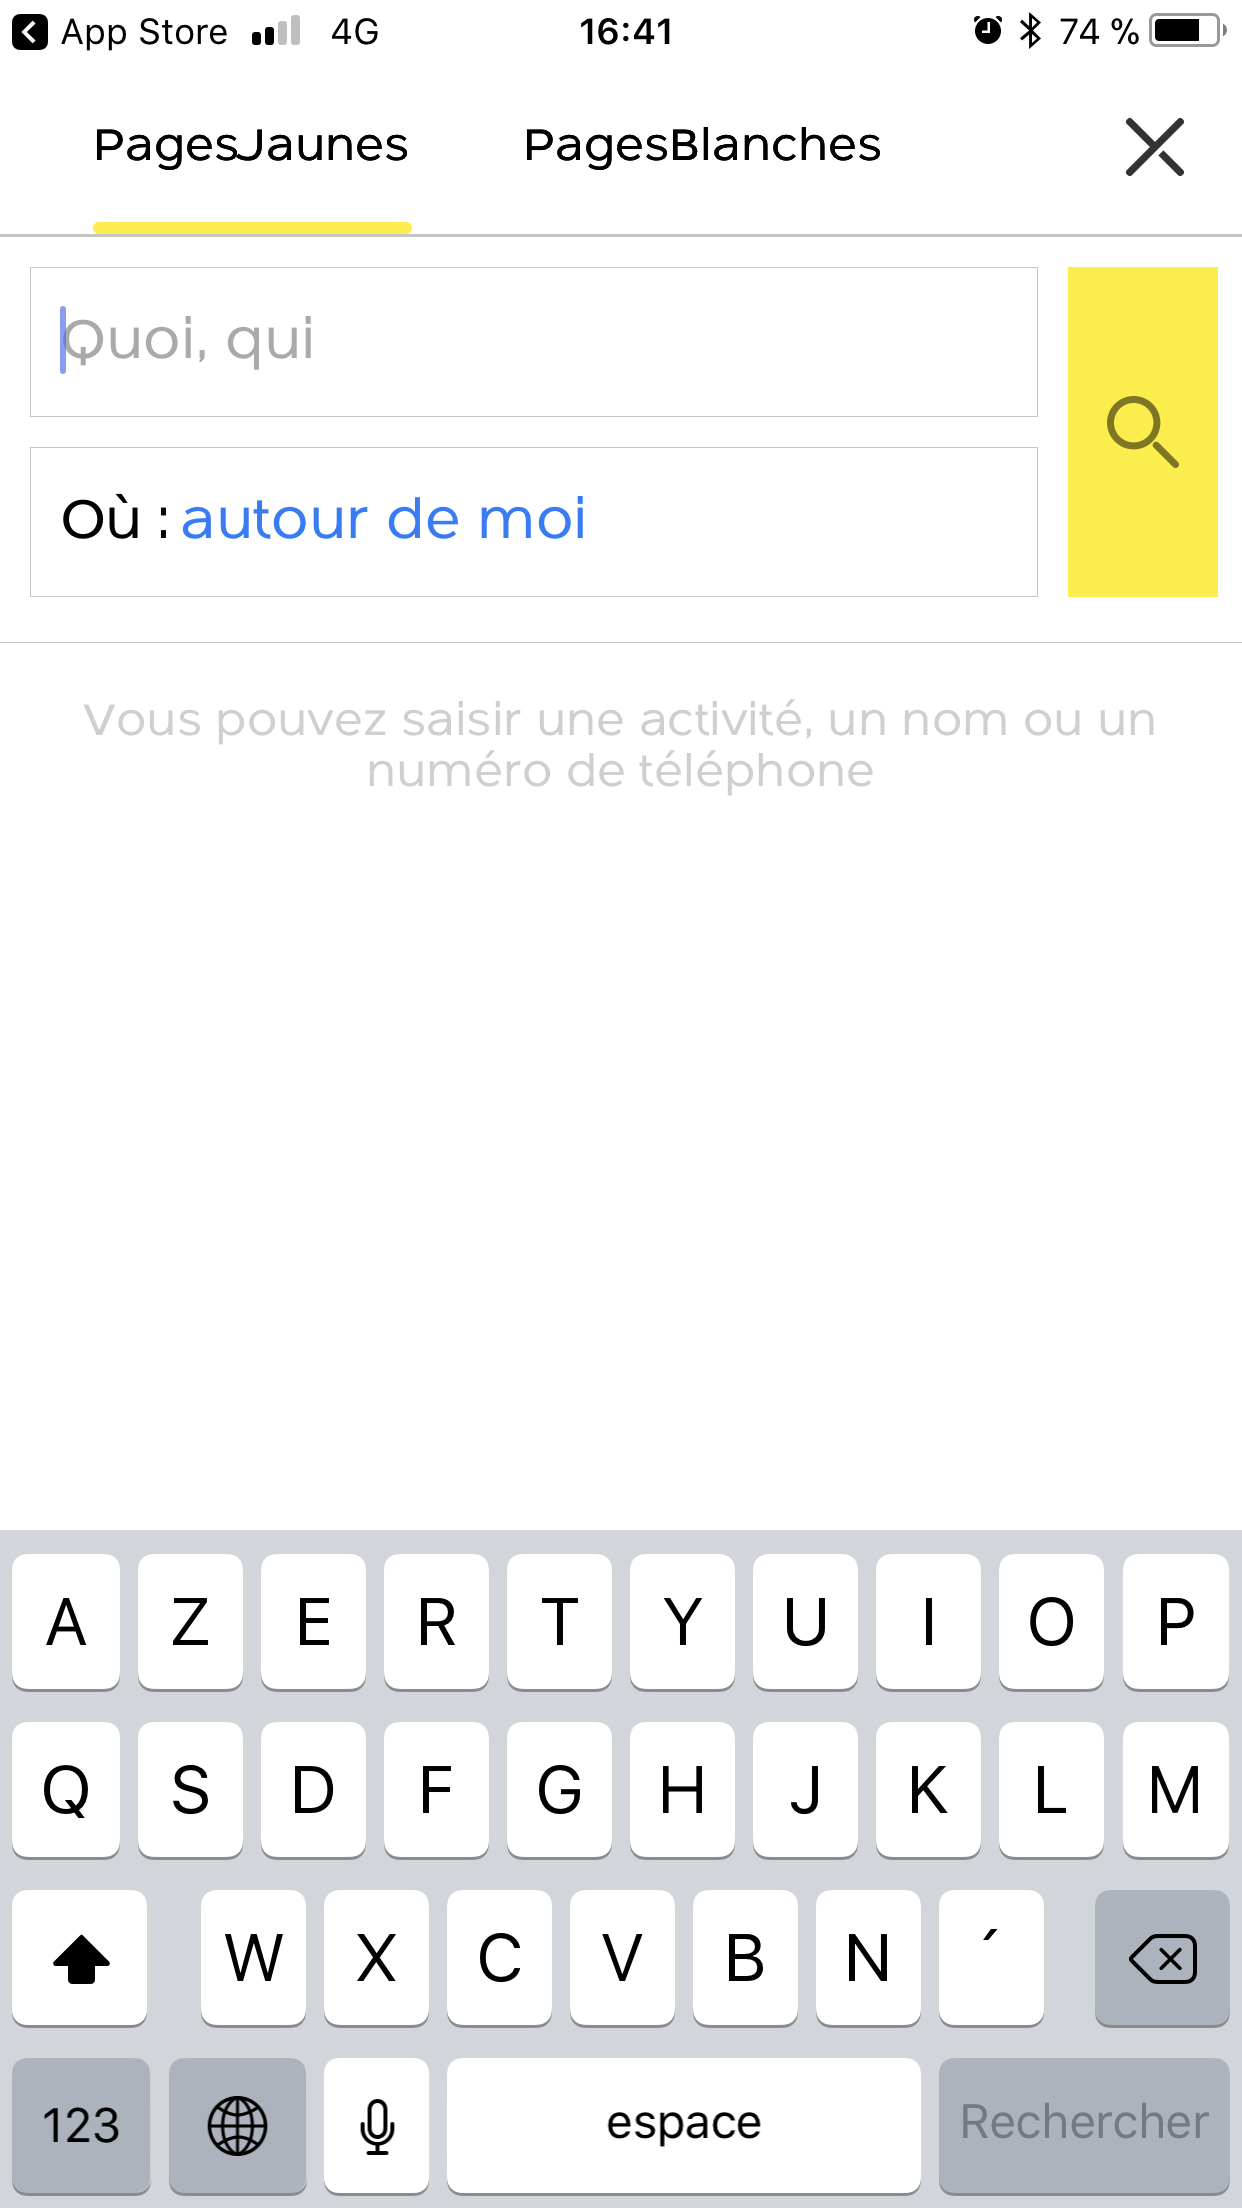 App Store 4G 16:41 74 %
PagesJaunes PagesBlanches
Quoi, qui
Où : autour de moi
Vous pouvez saisir une activité, un nom ou un
numéro de téléphone
A Z E R T Y U I O P
Q S D F G H J K L M
W X C V B N ´
123 espace Rechercher